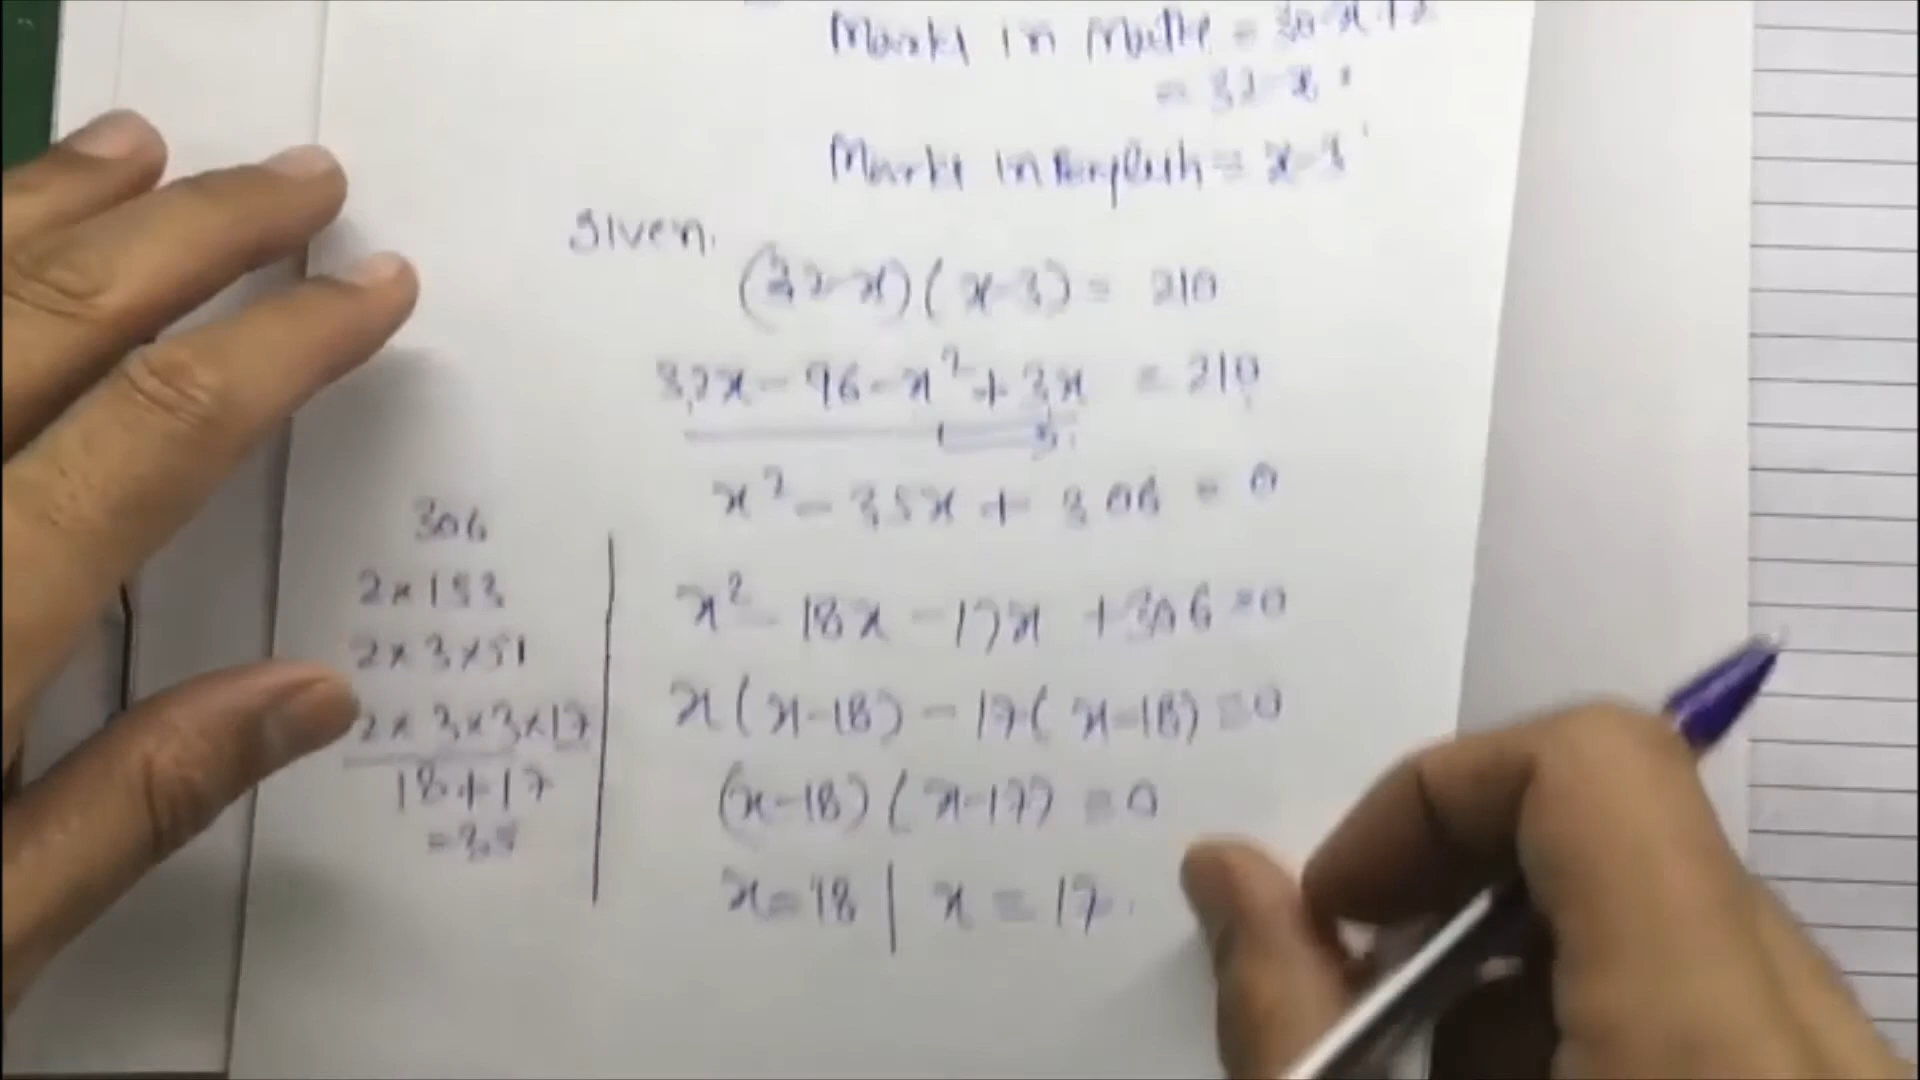 Marks in Maths = 30-x+2
= 32-x
Marks in English = x-3
Given,
(32-x)(x-3) = 210
32x - 96 - x² + 3x = 210
x² - 35x + 306 = 0
306
2×153
2×3×51
2×3×3×17
18+17
=35
x² - 18x - 17x + 306 = 0
x(x-18) - 17(x-18) = 0
(x-18)(x-17) = 0
x=18 | x = 17